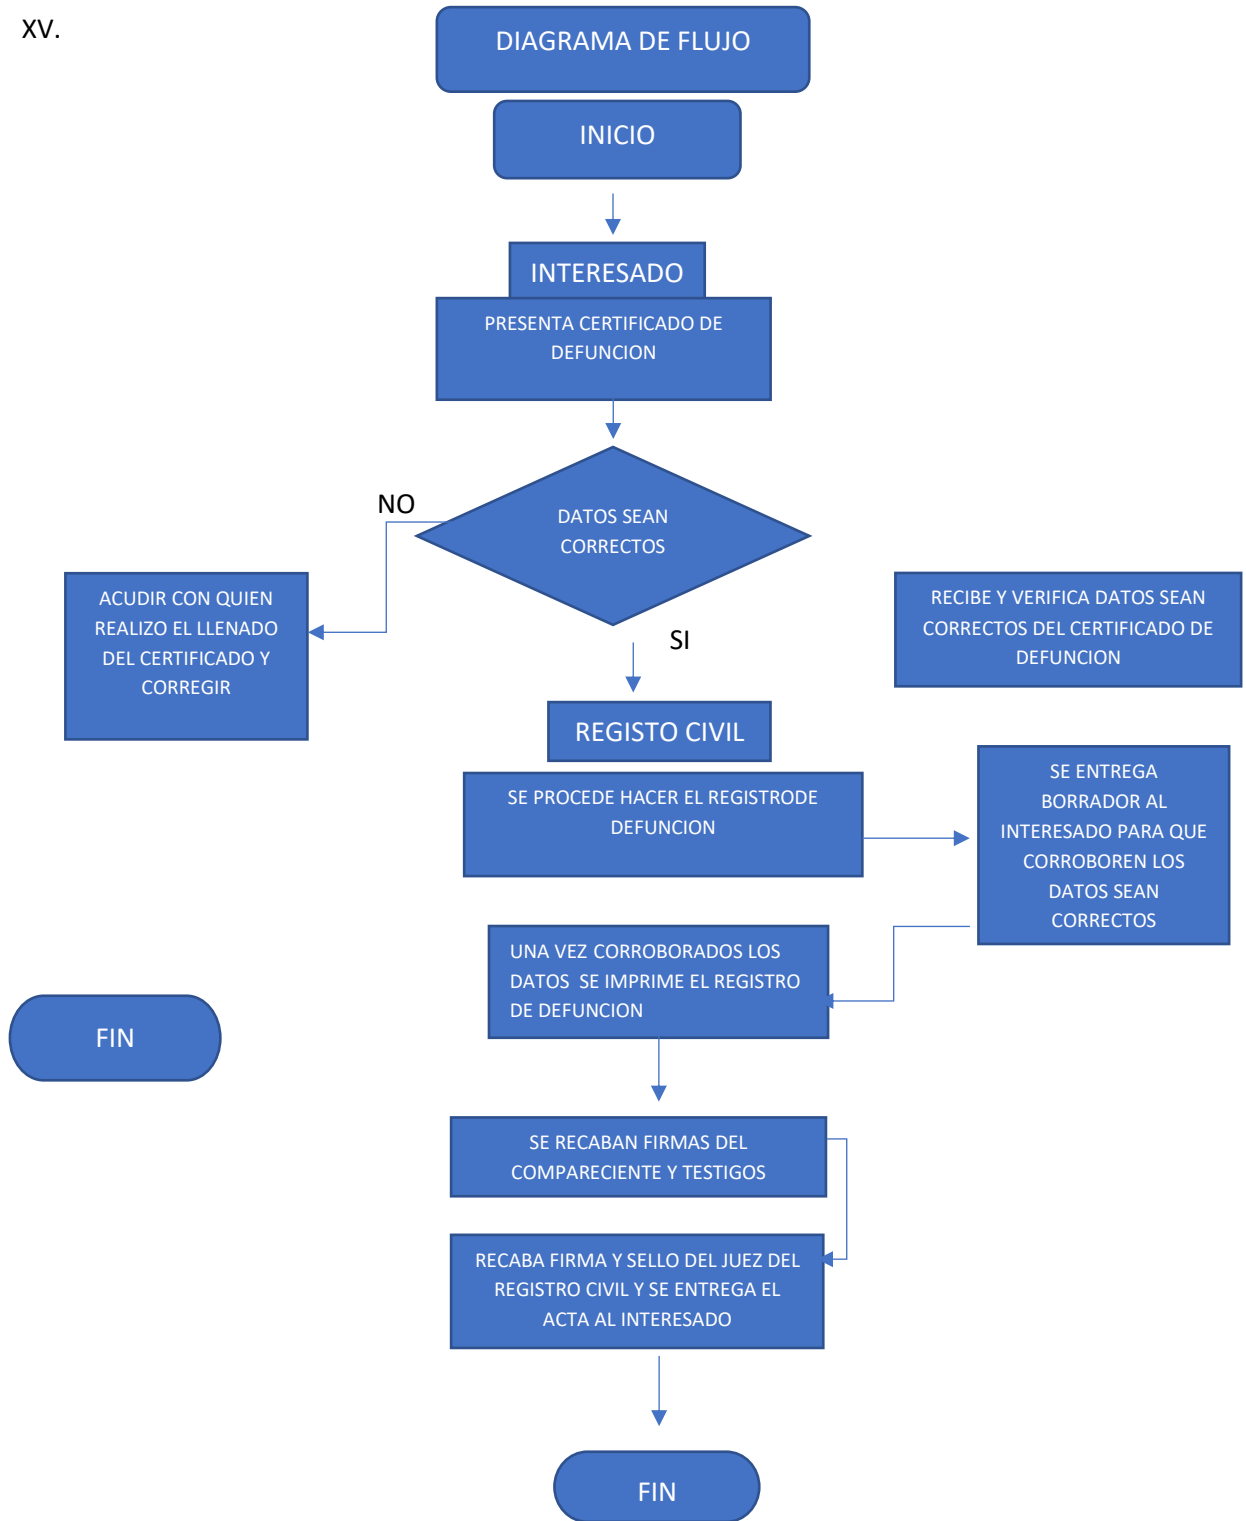 XV.
DIAGRAMA DE FLUJO
INICIO
INTERESADO
PRESENTA CERTIFICADO DE
DEFUNCION
NO
DATOS SEAN
CORRECTOS
ACUDIR CON QUIEN
REALIZO EL LLENADO
DEL CERTIFICADO Y
CORREGIR
RECIBE Y VERIFICA DATOS SEAN
CORRECTOS DEL CERTIFICADO DE
DEFUNCION
SI
REGISTO CIVIL
SE PROCEDE HACER EL REGISTRODE
DEFUNCION
SE ENTREGA
BORRADOR AL
INTERESADO PARA QUE
CORROBOREN LOS
DATOS SEAN
CORRECTOS
UNA VEZ CORROBORADOS LOS
DATOS  SE IMPRIME EL REGISTRO
DE DEFUNCION
FIN
SE RECABAN FIRMAS DEL
COMPARECIENTE Y TESTIGOS
RECABA FIRMA Y SELLO DEL JUEZ DEL
REGISTRO CIVIL Y SE ENTREGA EL
ACTA AL INTERESADO
FIN